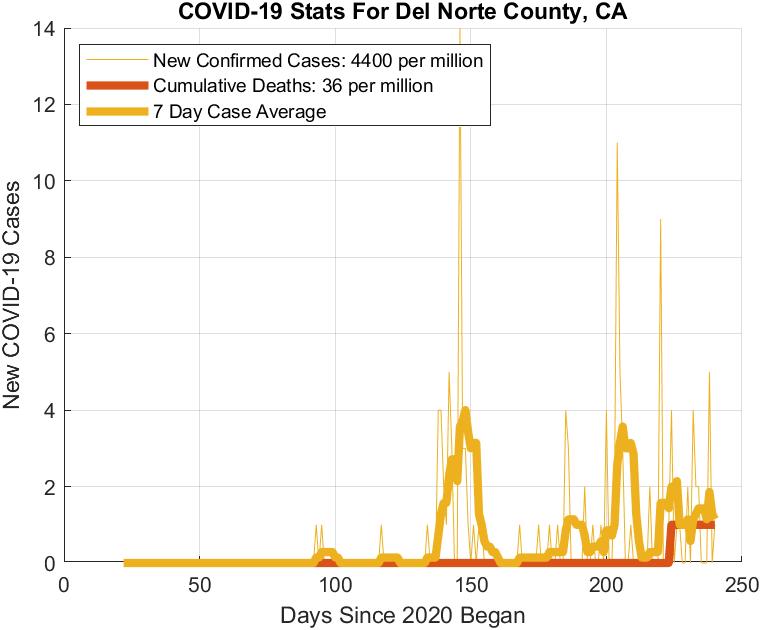 COVID-19 Stats For Del Norte County, CA
New Confirmed Cases: 4400 per million
Cumulative Deaths: 36 per million
7 Day Case Average
New COVID-19 Cases
14
12
10
8
6
4
2
0
0 50 100 150 200 250
Days Since 2020 Began